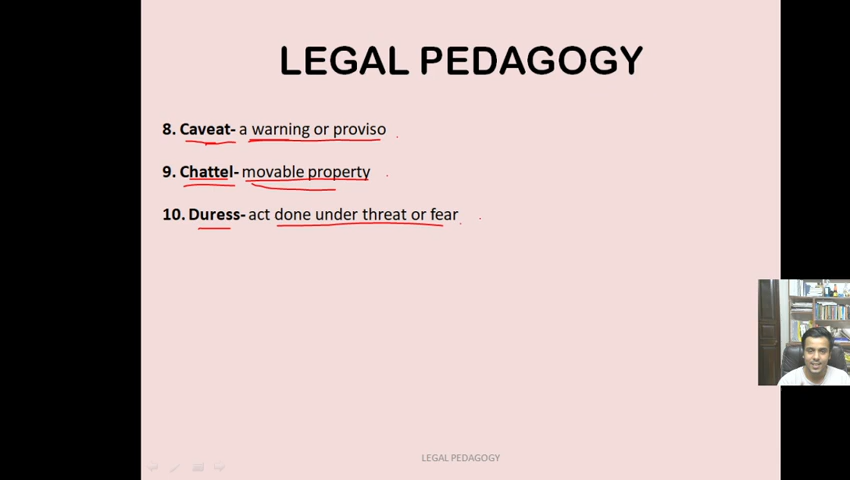 LEGAL PEDAGOGY
8. Caveat- a warning or proviso
9. Chattel- movable property
10. Duress- act done under threat or fear
LEGAL PEDAGOGY